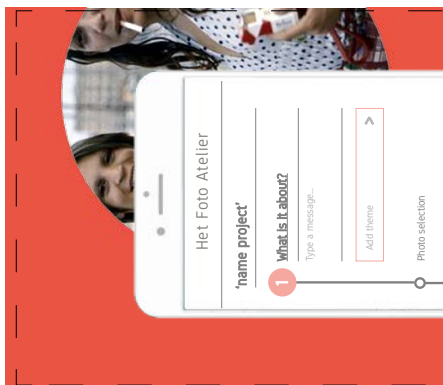 Het Foto Atelier
‘name project’
1
What is it about?
Type a message..
Add theme
>
Photo selection